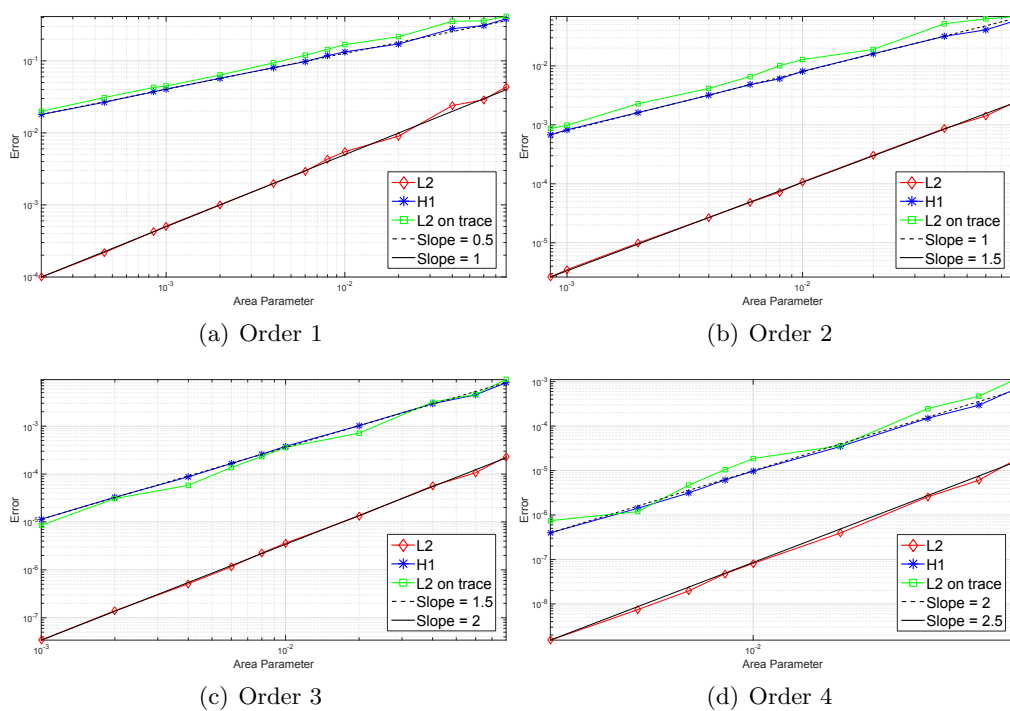 10⁻¹
10⁻²
10⁻³
10⁻⁴
Error
L2
H1
L2 on trace
Slope = 0.5
Slope = 1
10⁻³ 10⁻²
Area Parameter
(a) Order 1
10⁻²
10⁻³
10⁻⁴
10⁻⁵
Error
L2
H1
L2 on trace
Slope = 1
Slope = 1.5
10⁻³ 10⁻²
Area Parameter
(b) Order 2
10⁻³
10⁻⁴
10⁻⁵
10⁻⁶
10⁻⁷
Error
L2
H1
L2 on trace
Slope = 1.5
Slope = 2
10⁻³ 10⁻²
Area Parameter
(c) Order 3
10⁻³
10⁻⁴
10⁻⁵
10⁻⁶
10⁻⁷
10⁻⁸
Error
L2
H1
L2 on trace
Slope = 2
Slope = 2.5
10⁻²
Area Parameter
(d) Order 4